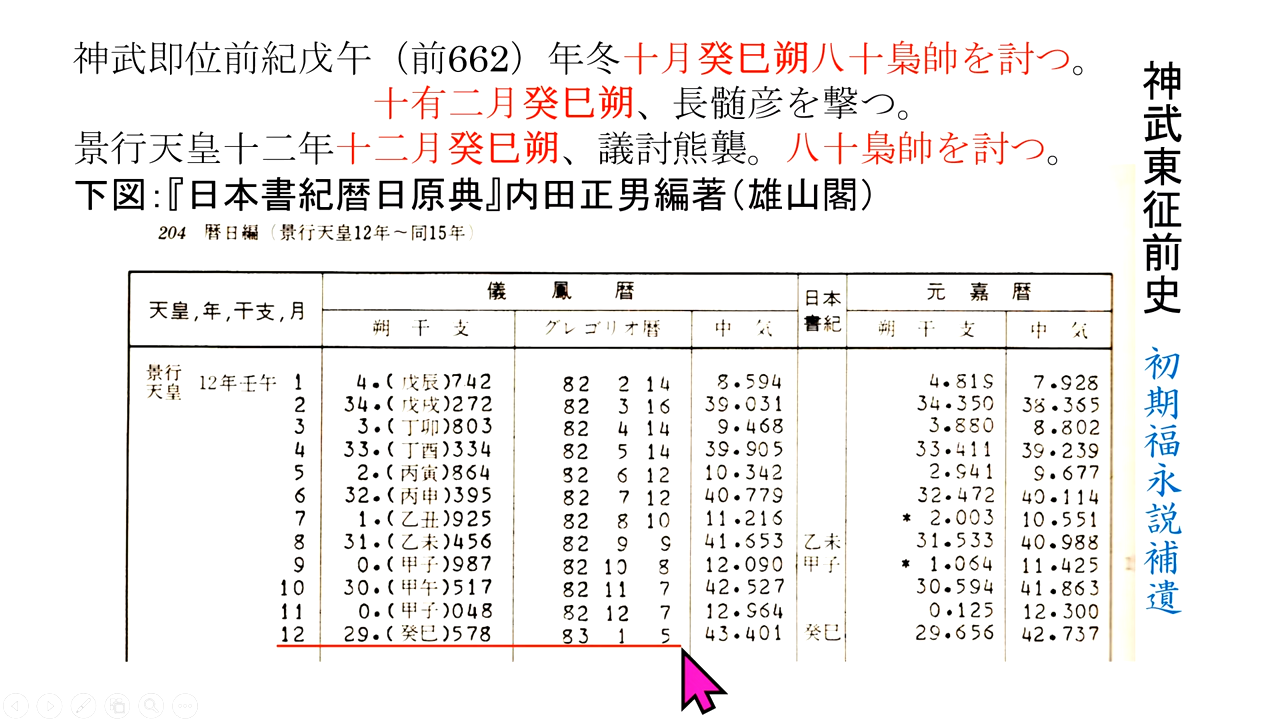 神武即位前紀戊午（前662）年冬十月癸巳朔八十梟帥を討つ。
十有二月癸巳朔、長髄彦を撃つ。
景行天皇十二年十二月癸巳朔、議討熊襲。八十梟帥を討つ。
下図：『日本書紀暦日原典』内田正男編著（雄山閣）
神武東征前史 初期福永説補遺
204 暦日編（景行天皇12年～同15年）
天皇,年,干支,月 儀鳳暦 日本書紀 元嘉暦
朔干支 グレゴリオ暦 中気 朔干支 中気
景行天皇 12年壬午 1 4.(戊辰)742 82 2 14 8.594 4.819 7.928
2 34.(戊戌)272 82 3 16 39.031 34.350 38.365
3 3.(丁卯)803 82 4 14 9.468 3.880 8.802
4 33.(丁酉)334 82 5 14 39.905 33.411 39.239
5 2.(丙寅)864 82 6 12 10.342 2.941 9.677
6 32.(丙申)395 82 7 12 40.779 32.472 40.114
7 1.(乙丑)925 82 8 10 11.216 * 2.003 10.551
8 31.(乙未)456 82 9 9 41.653 乙未 31.533 40.988
9 0.(甲子)987 82 10 8 12.090 甲子 * 1.064 11.425
10 30.(甲午)517 82 11 7 42.527 30.594 41.863
11 0.(甲子)048 82 12 7 12.964 0.125 12.300
12 29.(癸巳)578 83 1 5 43.401 癸巳 29.656 42.737